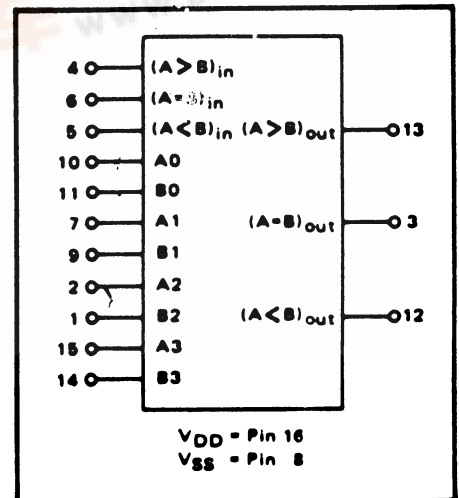 4 (A>B)in
6 (A=B)in
5 (A<B)in (A>B)out 13
10 A0
11 B0
7 A1
9 B1 (A=B)out 3
2 A2
1 B2 (A<B)out 12
15 A3
14 B3
VDD = Pin 16
VSS = Pin 8